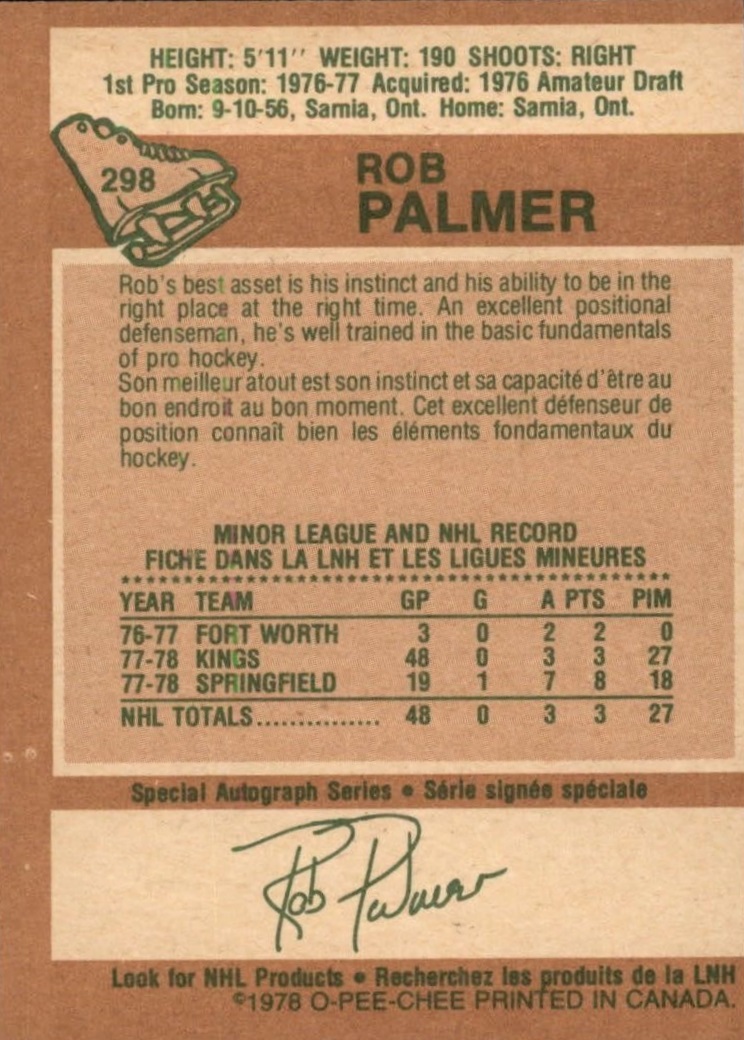 HEIGHT: 5'11'' WEIGHT: 190 SHOOTS: RIGHT
1st Pro Season: 1976-77 Acquired: 1976 Amateur Draft
Born: 9-10-56, Sarnia, Ont. Home: Sarnia, Ont.
298
ROB
PALMER
Rob's best asset is his instinct and his ability to be in the
right place at the right time. An excellent positional
defenseman, he's well trained in the basic fundamentals
of pro hockey.
Son meilleur atout est son instinct et sa capacité d'être au
bon endroit au bon moment. Cet excellent défenseur de
position connaît bien les éléments fondamentaux du
hockey.
MINOR LEAGUE AND NHL RECORD
FICHE DANS LA LNH ET LES LIGUES MINEURES
YEAR TEAM GP G A PTS PIM
76-77 FORT WORTH 3 0 2 2 0
77-78 KINGS 48 0 3 3 27
77-78 SPRINGFIELD 19 1 7 8 18
NHL TOTALS............... 48 0 3 3 27
Special Autograph Series • Série signée spéciale
Rob Palmer
Look for NHL Products • Recherchez les produits de la LNH
©1978 O-PEE-CHEE PRINTED IN CANADA.